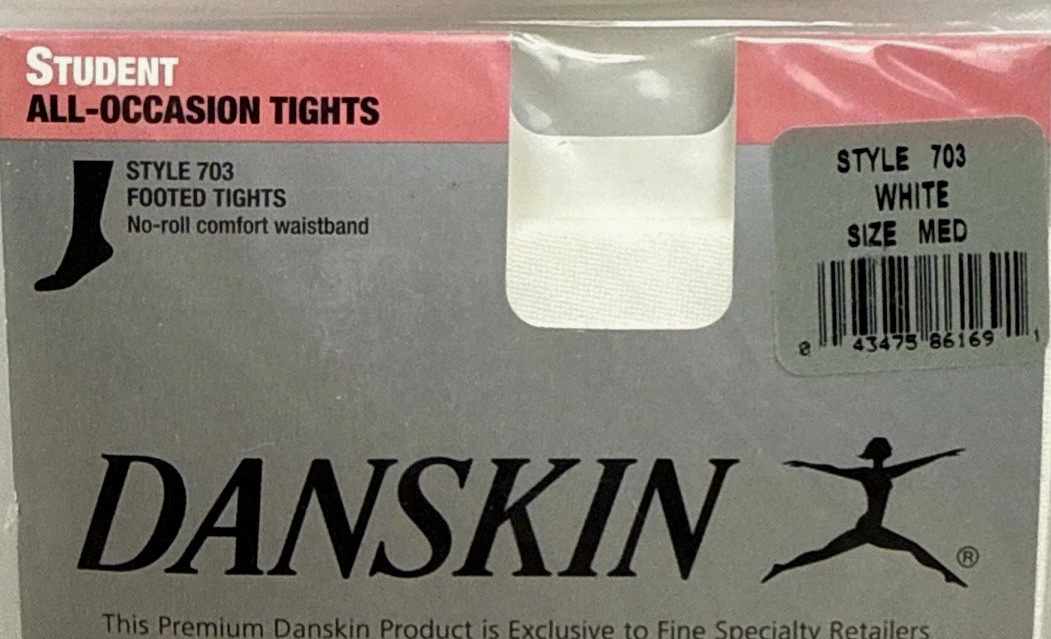 STUDENT
ALL-OCCASION TIGHTS
STYLE 703
FOOTED TIGHTS
No-roll comfort waistband
STYLE 703
WHITE
SIZE MED
0 43475 86169 1
DANSKIN ®
This Premium Danskin Product is Exclusive to Fine Specialty Retailers